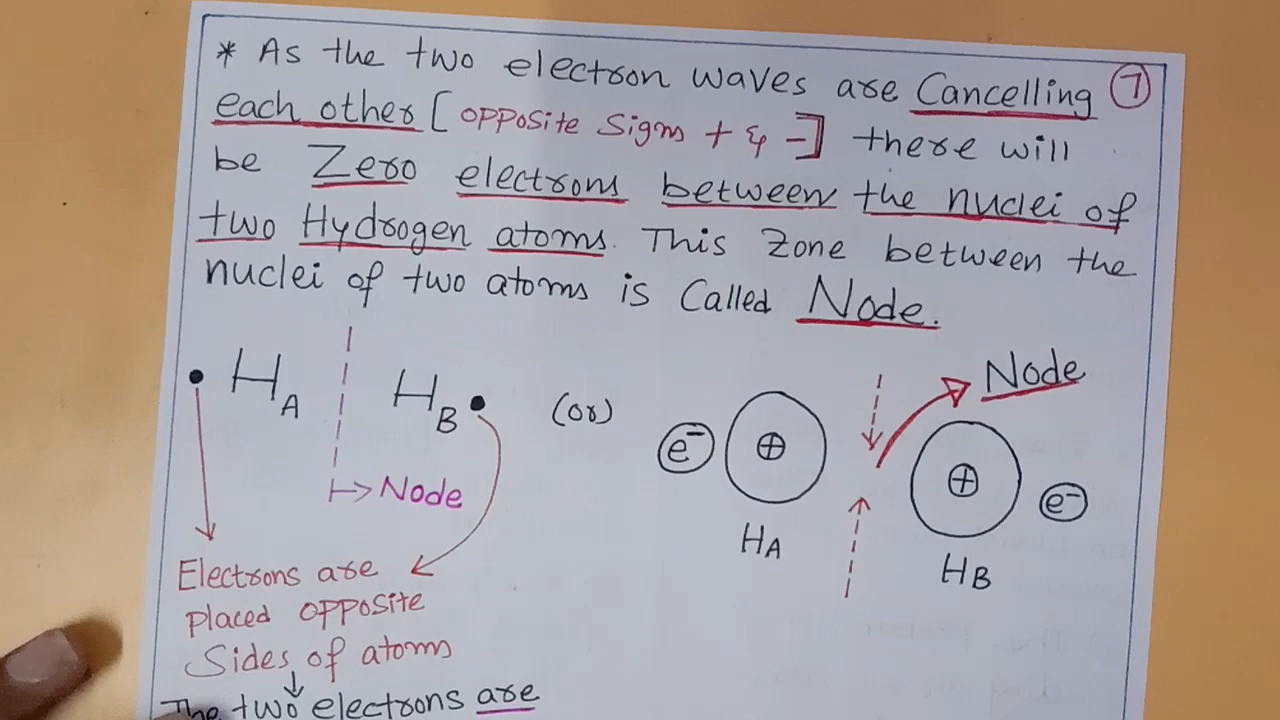 * As the two electron waves are Cancelling 7
each other [opposite Signs + & -] there will
be Zero electrons between the nuclei of
two Hydrogen atoms. This Zone between the
nuclei of two atoms is Called Node.
H_A
H_B
(or)
Node
e⁻ ⊕
⊕ e⁻
↦ Node
H_A
H_B
Electrons are
placed opposite
Sides of atoms
The two electrons are